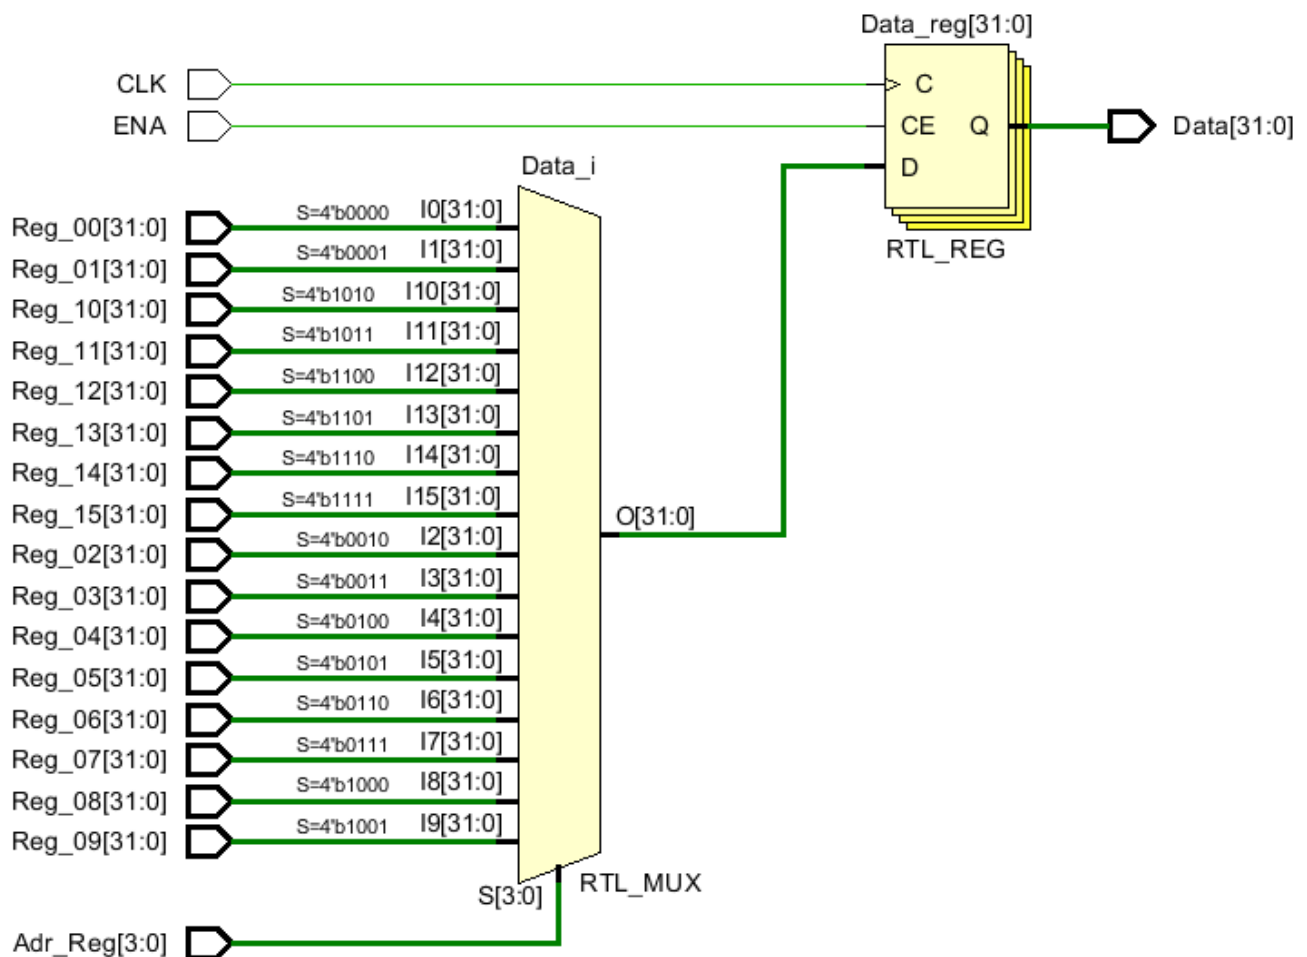 Data_reg[31:0]
CLK
C
ENA
CE Q
Data[31:0]
D
Data_i
RTL_REG
Reg_00[31:0] S=4'b0000 I0[31:0]
Reg_01[31:0] S=4'b0001 I1[31:0]
Reg_10[31:0] S=4'b1010 I10[31:0]
Reg_11[31:0] S=4'b1011 I11[31:0]
Reg_12[31:0] S=4'b1100 I12[31:0]
Reg_13[31:0] S=4'b1101 I13[31:0]
Reg_14[31:0] S=4'b1110 I14[31:0]
Reg_15[31:0] S=4'b1111 I15[31:0]
O[31:0]
Reg_02[31:0] S=4'b0010 I2[31:0]
Reg_03[31:0] S=4'b0011 I3[31:0]
Reg_04[31:0] S=4'b0100 I4[31:0]
Reg_05[31:0] S=4'b0101 I5[31:0]
Reg_06[31:0] S=4'b0110 I6[31:0]
Reg_07[31:0] S=4'b0111 I7[31:0]
Reg_08[31:0] S=4'b1000 I8[31:0]
Reg_09[31:0] S=4'b1001 I9[31:0]
S[3:0] RTL_MUX
Adr_Reg[3:0]